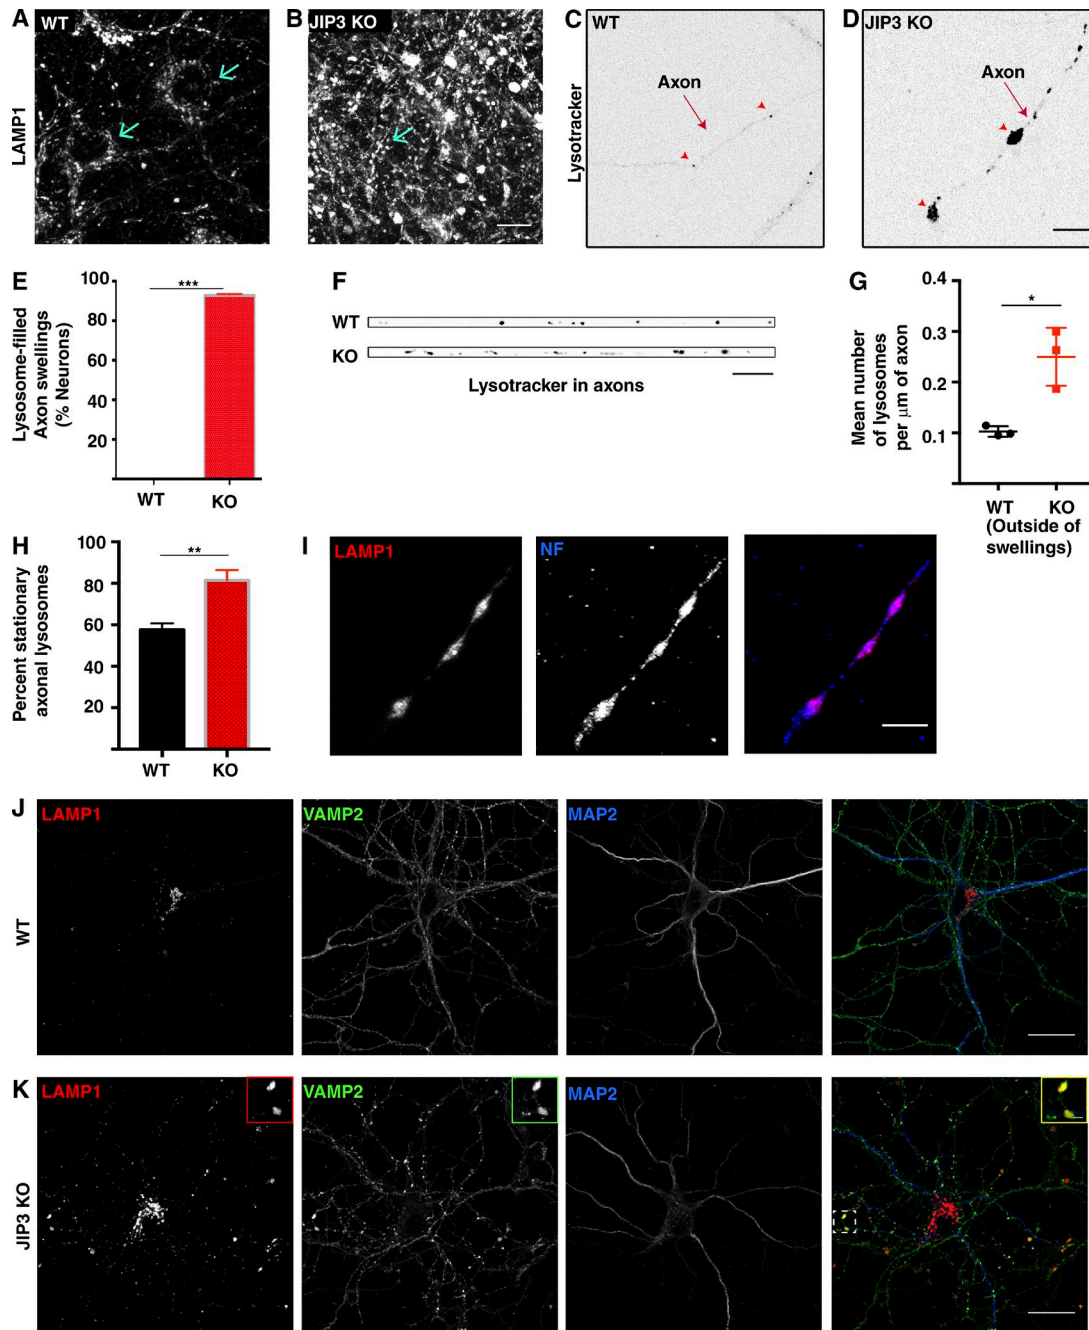 A WT
B JIP3 KO
C WT
D JIP3 KO
LAMP1
Lysotracker
Axon
Axon
E
Lysosome-filled
Axon swellings
(% Neurons)
100
80
60
40
20
***
WT KO
F
WT
KO
Lysotracker in axons
G
Mean number
of lysosomes
per µm of axon
0.4
0.3
0.2
0.1
*
WT KO
(Outside of
swellings)
H
Percent stationary
axonal lysosomes
100
80
60
40
20
**
WT KO
I LAMP1 NF
J LAMP1 VAMP2 MAP2
WT
K LAMP1 VAMP2 MAP2
JIP3 KO